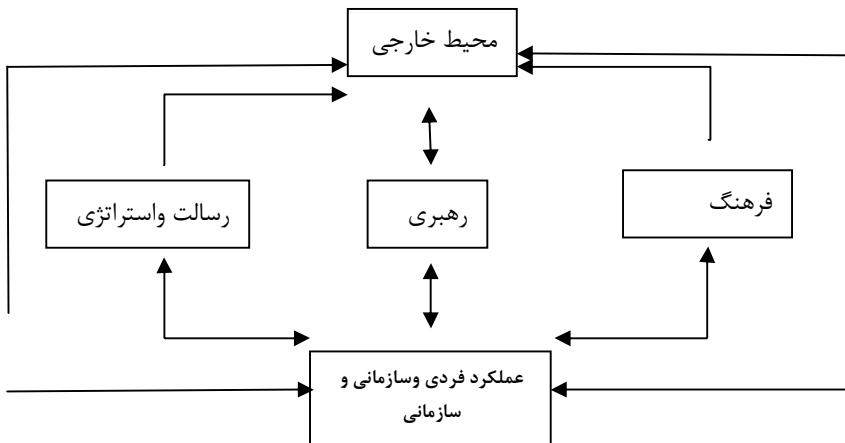 محیط خارجی
رسالت واستراتژی
رهبری
فرهنگ
عملکرد فردی وسازمانی و
سازمانی